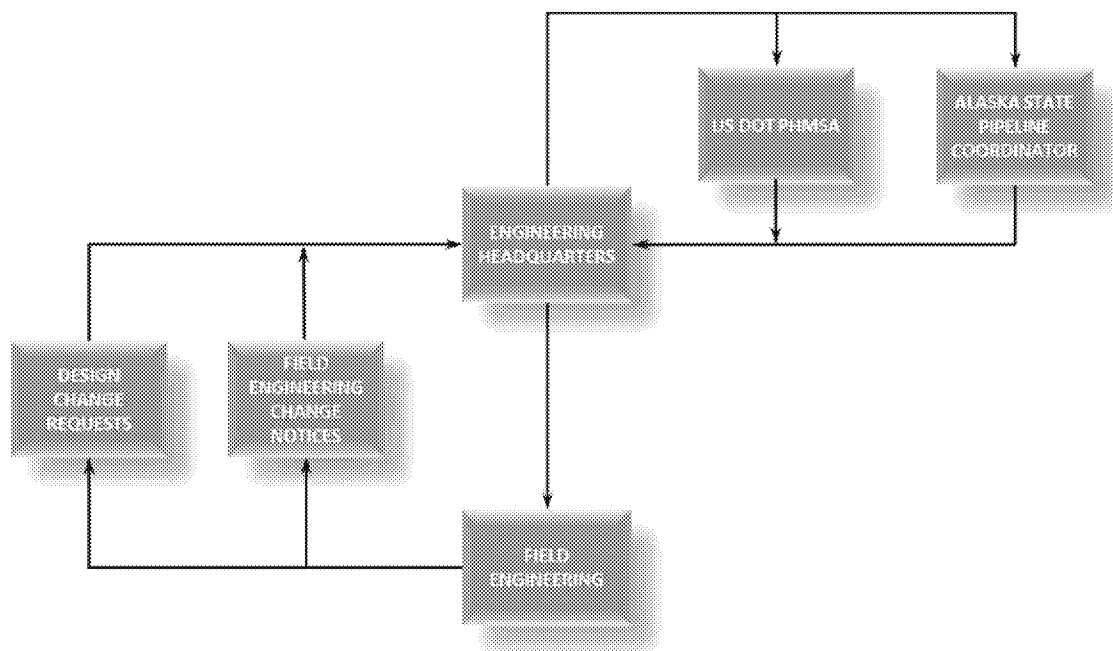 US DOT PHMSA
ALASKA STATE
PIPELINE
COORDINATOR
ENGINEERING
HEADQUARTERS
DESIGN
CHANGE
REQUESTS
FIELD
ENGINEERING
CHANGE
NOTICES
FIELD
ENGINEERING